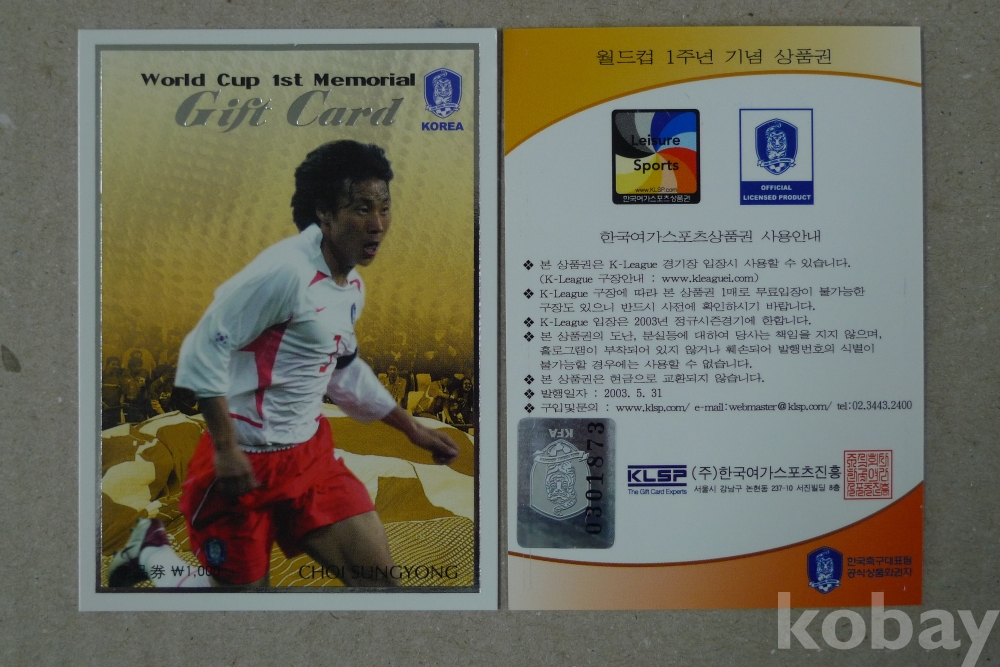 World Cup 1st Memorial
Gift Card
KOREA
券 ₩1,000
CHOI SUNGYONG
월드컵 1주년 기념 상품권
Leisure
Sports
www.KLSP.com
한국여가스포츠상품권
OFFICIAL
LICENSED PRODUCT
한국여가스포츠상품권 사용안내
❖ 본 상품권은 K-League 경기장 입장시 사용할 수 있습니다.
(K-League 구장안내 : www.kleaguei.com)
❖ K-League 구장에 따라 본 상품권 1매로 무료입장이 불가능한
구장도 있으니 반드시 사전에 확인하시기 바랍니다.
❖ K-League 입장은 2003년 정규시즌경기에 한합니다.
❖ 본 상품권의 도난, 분실등에 대하여 당사는 책임을 지지 않으며,
홀로그램이 부착되어 있지 않거나 훼손되어 발행번호의 식별이
불가능할 경우에는 사용할 수 없습니다.
❖ 본 상품권은 현금으로 교환되지 않습니다.
❖ 발행일자 : 2003. 5. 31
❖ 구입및문의 : www.klsp.com/ e-mail:webmaster@klsp.com/ tel:02.3443.2400
KFA
0301873
KLSP
The Gift Card Experts
(주)한국여가스포츠진흥
서울시 강남구 논현동 237-10 서진빌딩 8층
한국축구대표팀
공식상품화권자
kobay